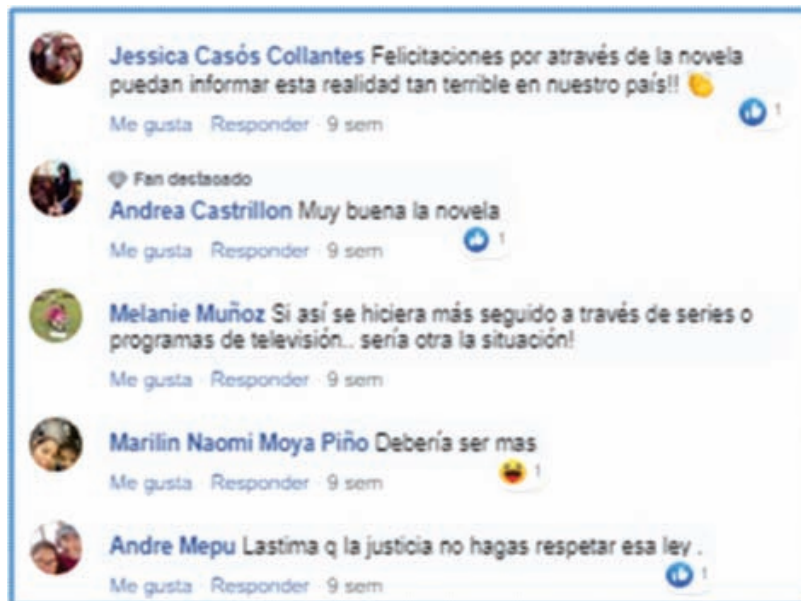 Jessica Casós Collantes Felicitaciones por através de la novela
puedan informar esta realidad tan terrible en nuestro país!! 👏
1
Me gusta · Responder · 9 sem
Fan destacado
Andrea Castrillon Muy buena la novela
1
Me gusta · Responder · 9 sem
Melanie Muñoz Si así se hiciera más seguido a través de series o
programas de televisión.. sería otra la situación!
Me gusta · Responder · 9 sem
Marilin Naomi Moya Piño Debería ser mas
1
Me gusta · Responder · 9 sem
Andre Mepu Lastima q la justicia no hagas respetar esa ley .
1
Me gusta · Responder · 9 sem